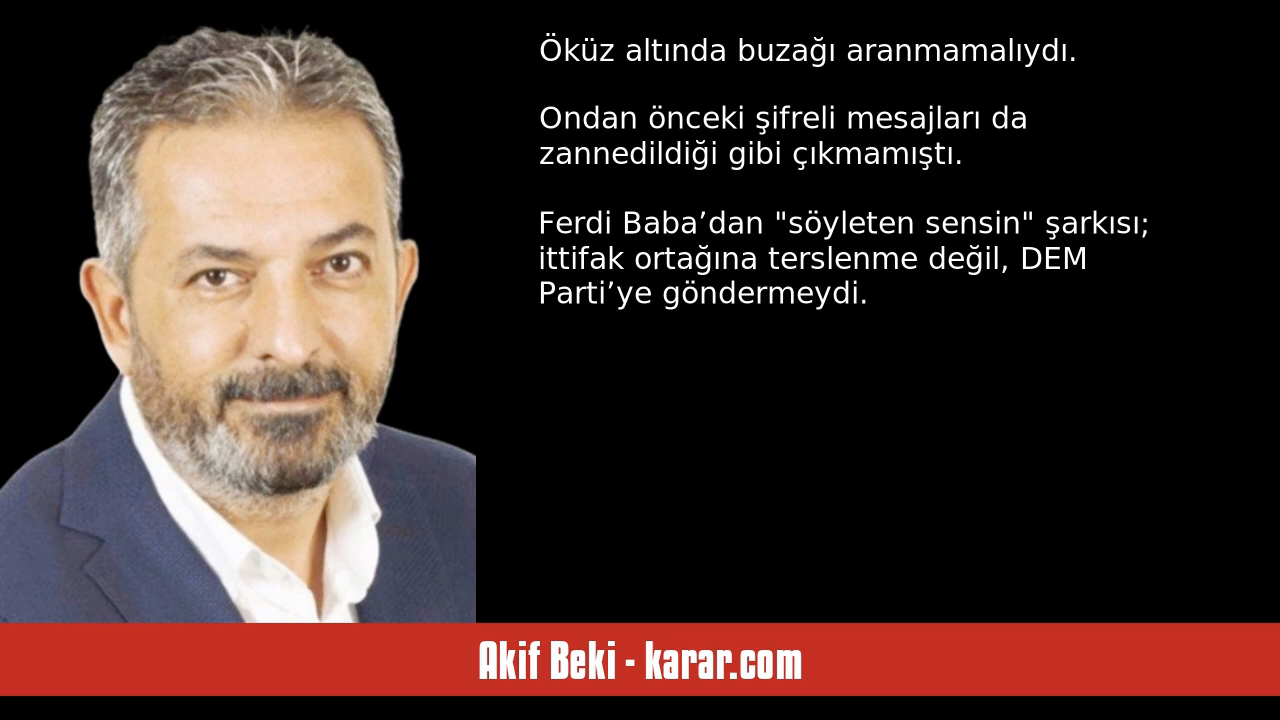 Öküz altında buzağı aranmamalıydı.
Ondan önceki şifreli mesajları da
zannedildiği gibi çıkmamıştı.
Ferdi Baba’dan "söyleten sensin" şarkısı;
ittifak ortağına terslenme değil, DEM
Parti’ye göndermeydi.
Akif Beki - karar.com